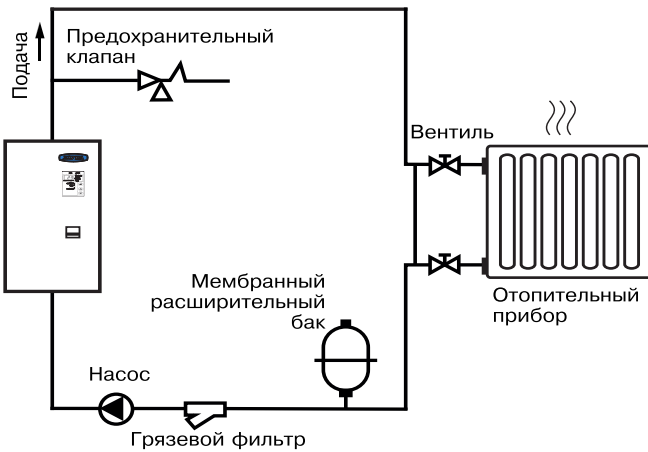 Подача
Предохранительный
клапан
Вентиль
Мембранный
расширительный
бак
Отопительный
прибор
Насос
Грязевой фильтр